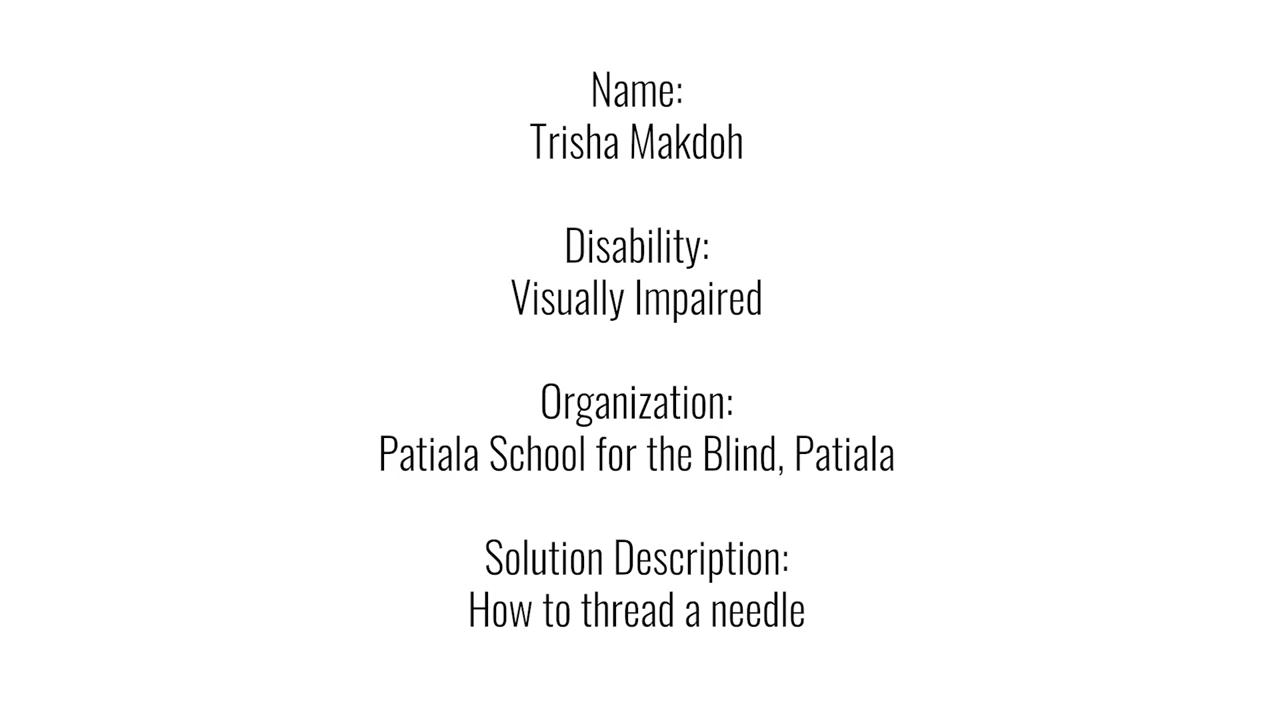 Name:
Trisha Makdoh
Disability:
Visually Impaired
Organization:
Patiala School for the Blind, Patiala
Solution Description:
How to thread a needle